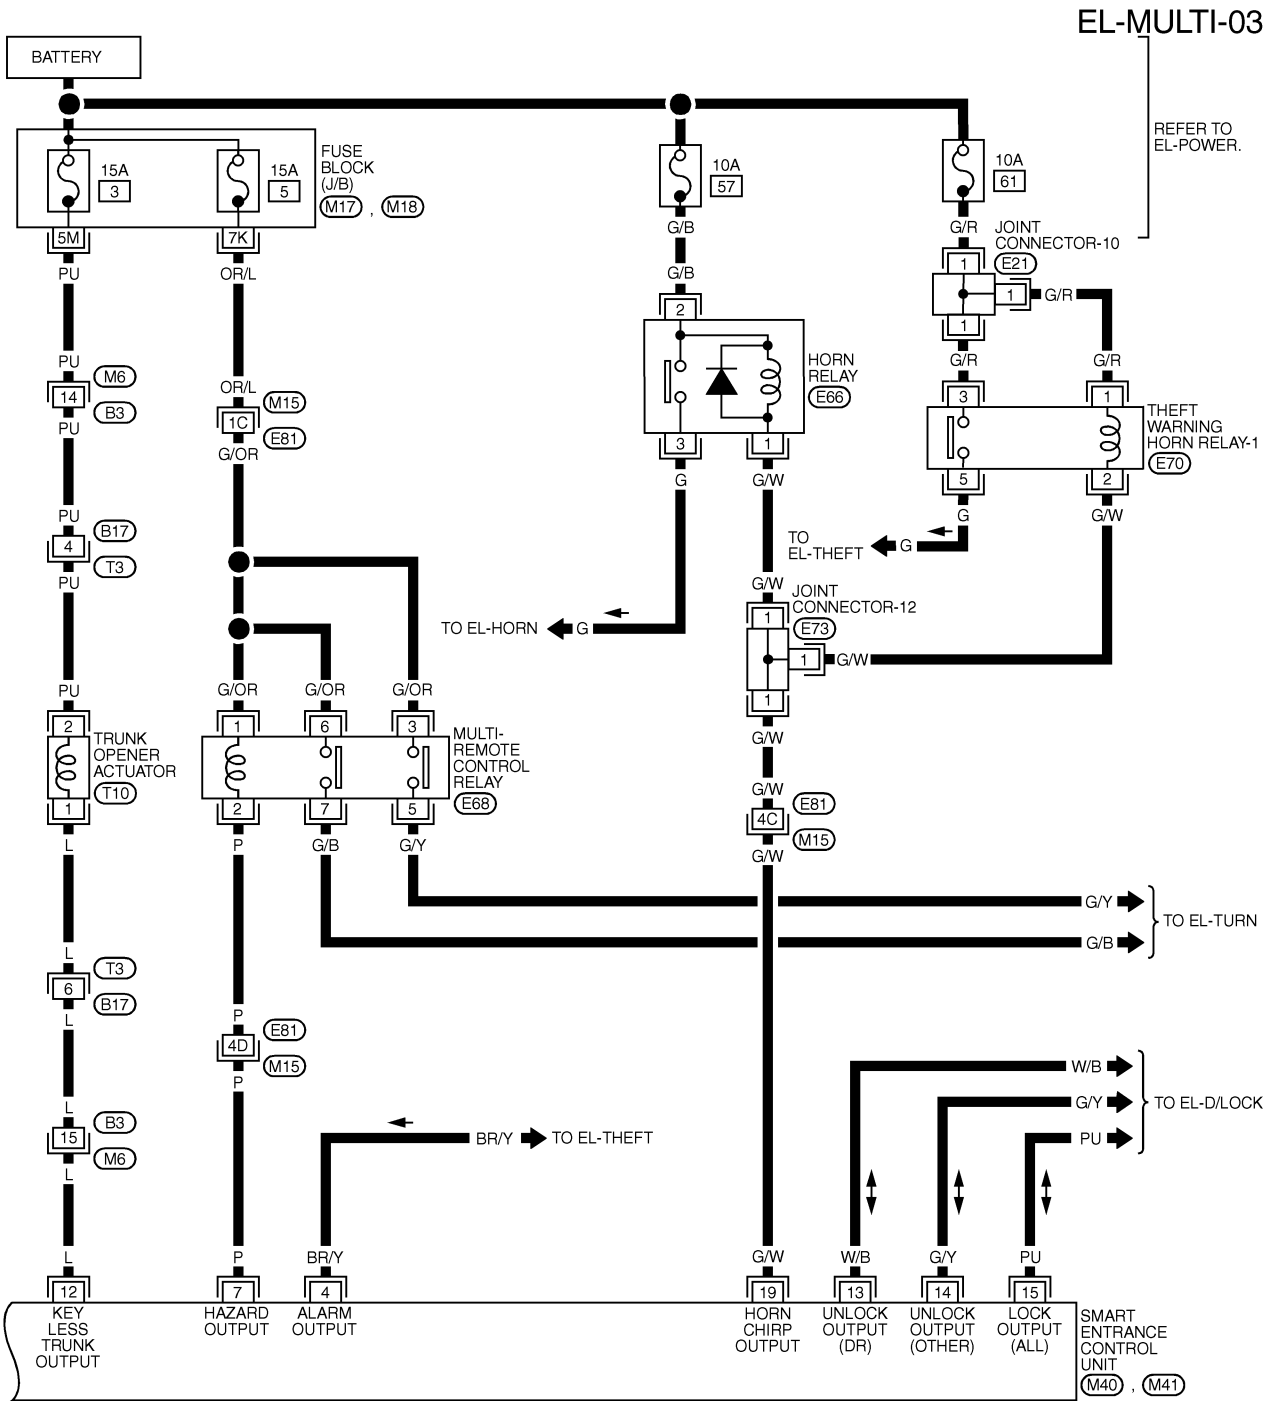 EL-MULTI-03
BATTERY
REFER TO
EL-POWER.
15A
3
15A
5
FUSE
BLOCK
(J/B)
M17 , M18
10A
57
10A
61
5M
7K
PU
OR/L
G/B
G/B
G/R
JOINT
CONNECTOR-10
E21
1
1
G/R
1
G/R
G/R
2
HORN
RELAY
E66
3
1
G
G/W
3
1
THEFT
WARNING
HORN RELAY-1
E70
5
2
G
G/W
TO
EL-THEFT
G
PU
M6
14
B3
PU
OR/L
M15
1C
E81
G/OR
PU
B17
4
T3
PU
G/W
JOINT
CONNECTOR-12
1
E73
1
G/W
1
G/W
TO EL-HORN
G
PU
G/OR
G/OR
G/OR
2
TRUNK
OPENER
ACTUATOR
T10
1
L
1
6
3
MULTI-
REMOTE
CONTROL
RELAY
E68
2
7
5
P
G/B
G/Y
G/W
E81
4C
M15
G/W
G/Y
G/B
TO EL-TURN
L
T3
6
B17
L
P
E81
4D
M15
P
W/B
G/Y
PU
TO EL-D/LOCK
L
B3
15
M6
L
BR/Y
TO EL-THEFT
L
P
BR/Y
G/W
W/B
G/Y
PU
12
7
4
19
13
14
15
KEY
LESS
TRUNK
OUTPUT
HAZARD
OUTPUT
ALARM
OUTPUT
HORN
CHIRP
OUTPUT
UNLOCK
OUTPUT
(DR)
UNLOCK
OUTPUT
(OTHER)
LOCK
OUTPUT
(ALL)
SMART
ENTRANCE
CONTROL
UNIT
M40 , M41